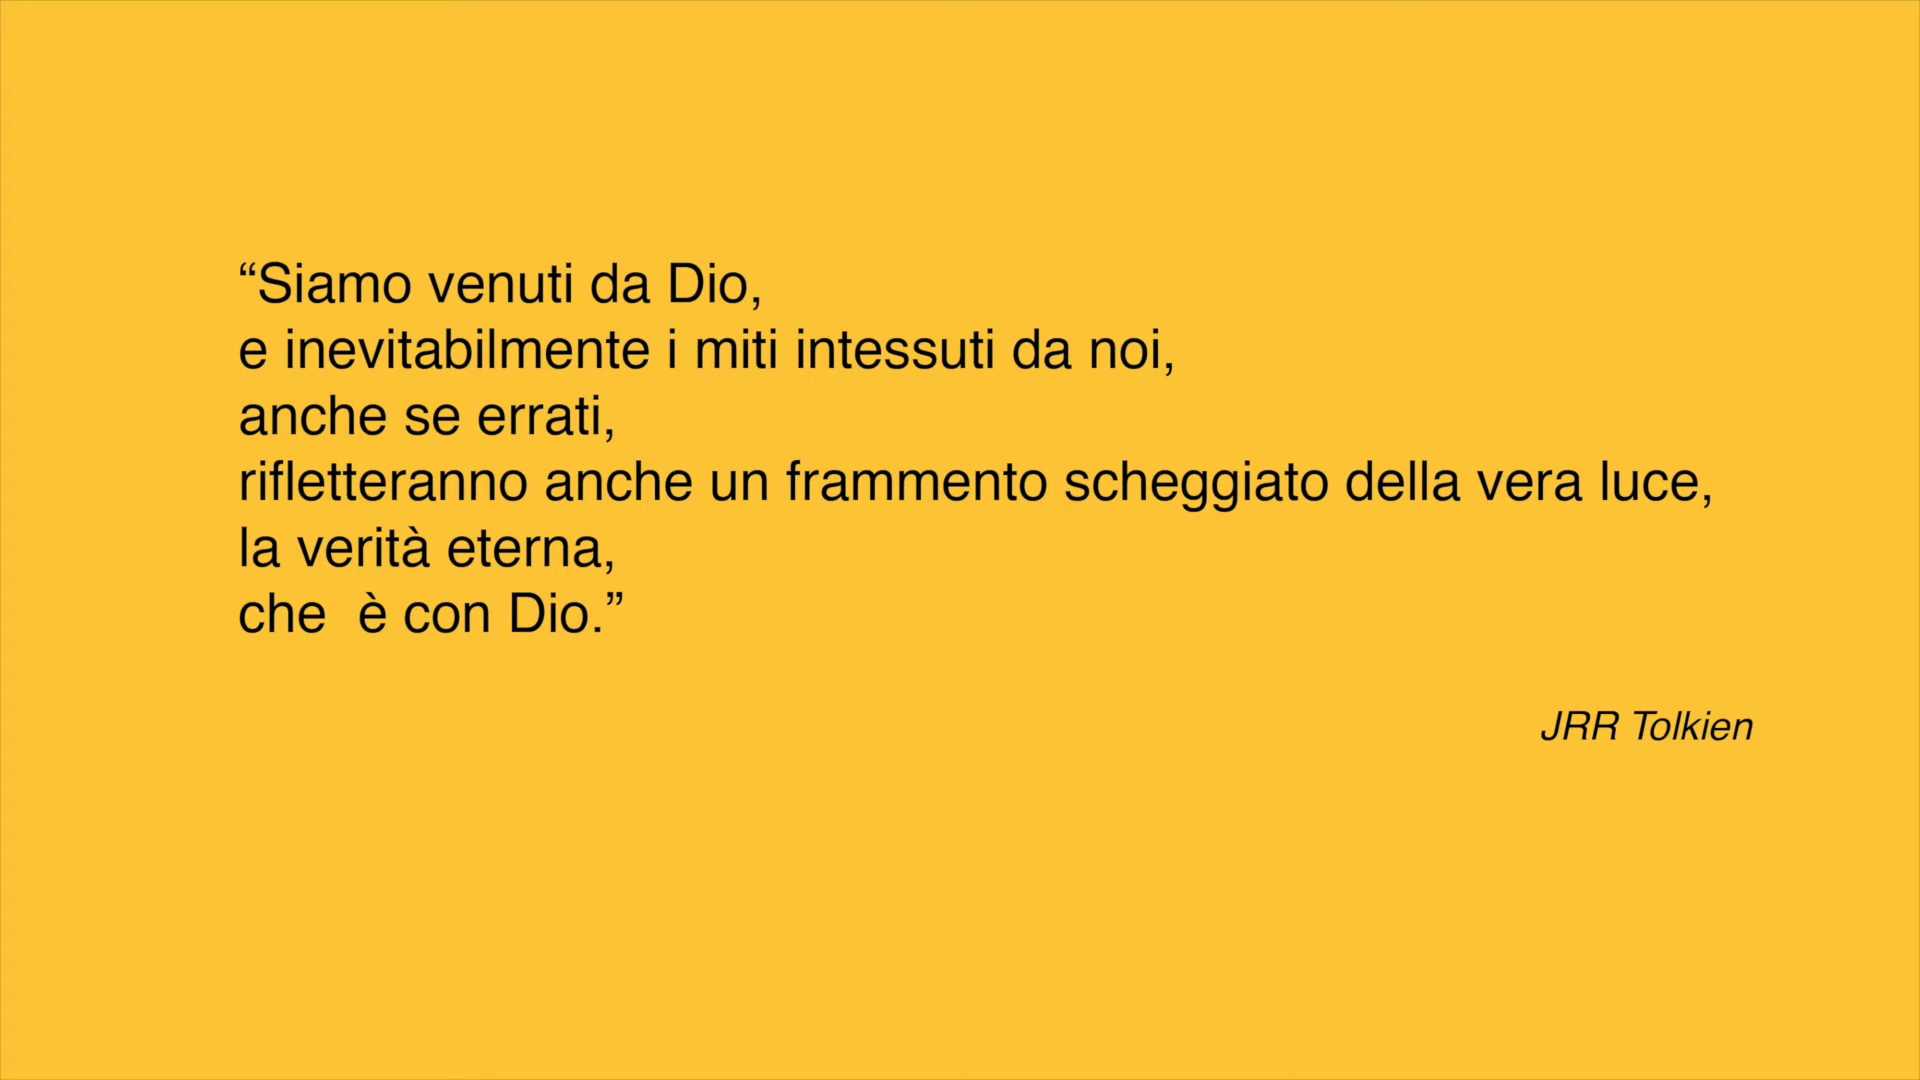 “Siamo venuti da Dio,
e inevitabilmente i miti intessuti da noi,
anche se errati,
rifletteranno anche un frammento scheggiato della vera luce,
la verità eterna,
che  è con Dio.”
JRR Tolkien